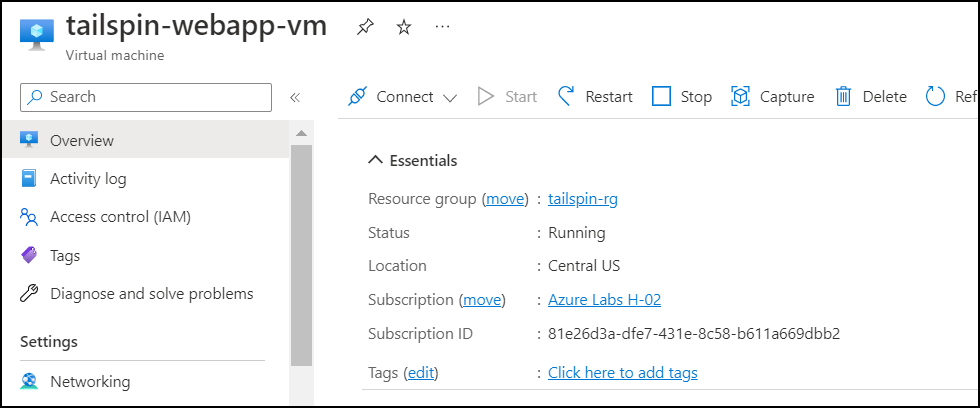 tailspin-webapp-vm
Virtual machine
Search
Connect Start Restart Stop Capture Delete Ref
Overview
Activity log
Access control (IAM)
Tags
Diagnose and solve problems
Settings
Networking
Essentials
Resource group (move) : tailspin-rg
Status : Running
Location : Central US
Subscription (move) : Azure Labs H-02
Subscription ID : 81e26d3a-dfe7-431e-8c58-b611a669dbb2
Tags (edit) : Click here to add tags